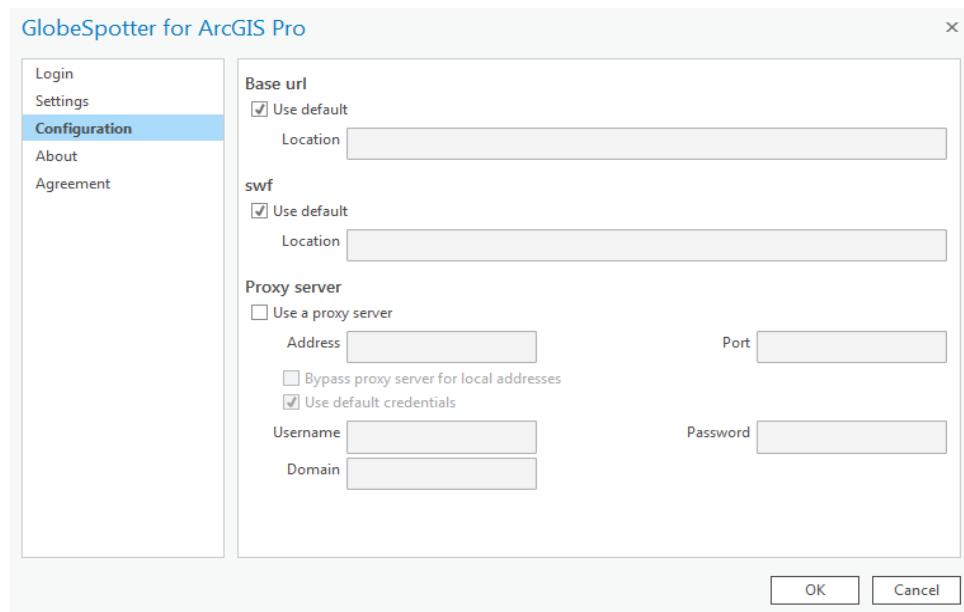 GlobeSpotter for ArcGIS Pro
Login
Settings
Configuration
About
Agreement
Base url
Use default
Location
swf
Use default
Location
Proxy server
Use a proxy server
Address
Port
Bypass proxy server for local addresses
Use default credentials
Username
Password
Domain
OK
Cancel